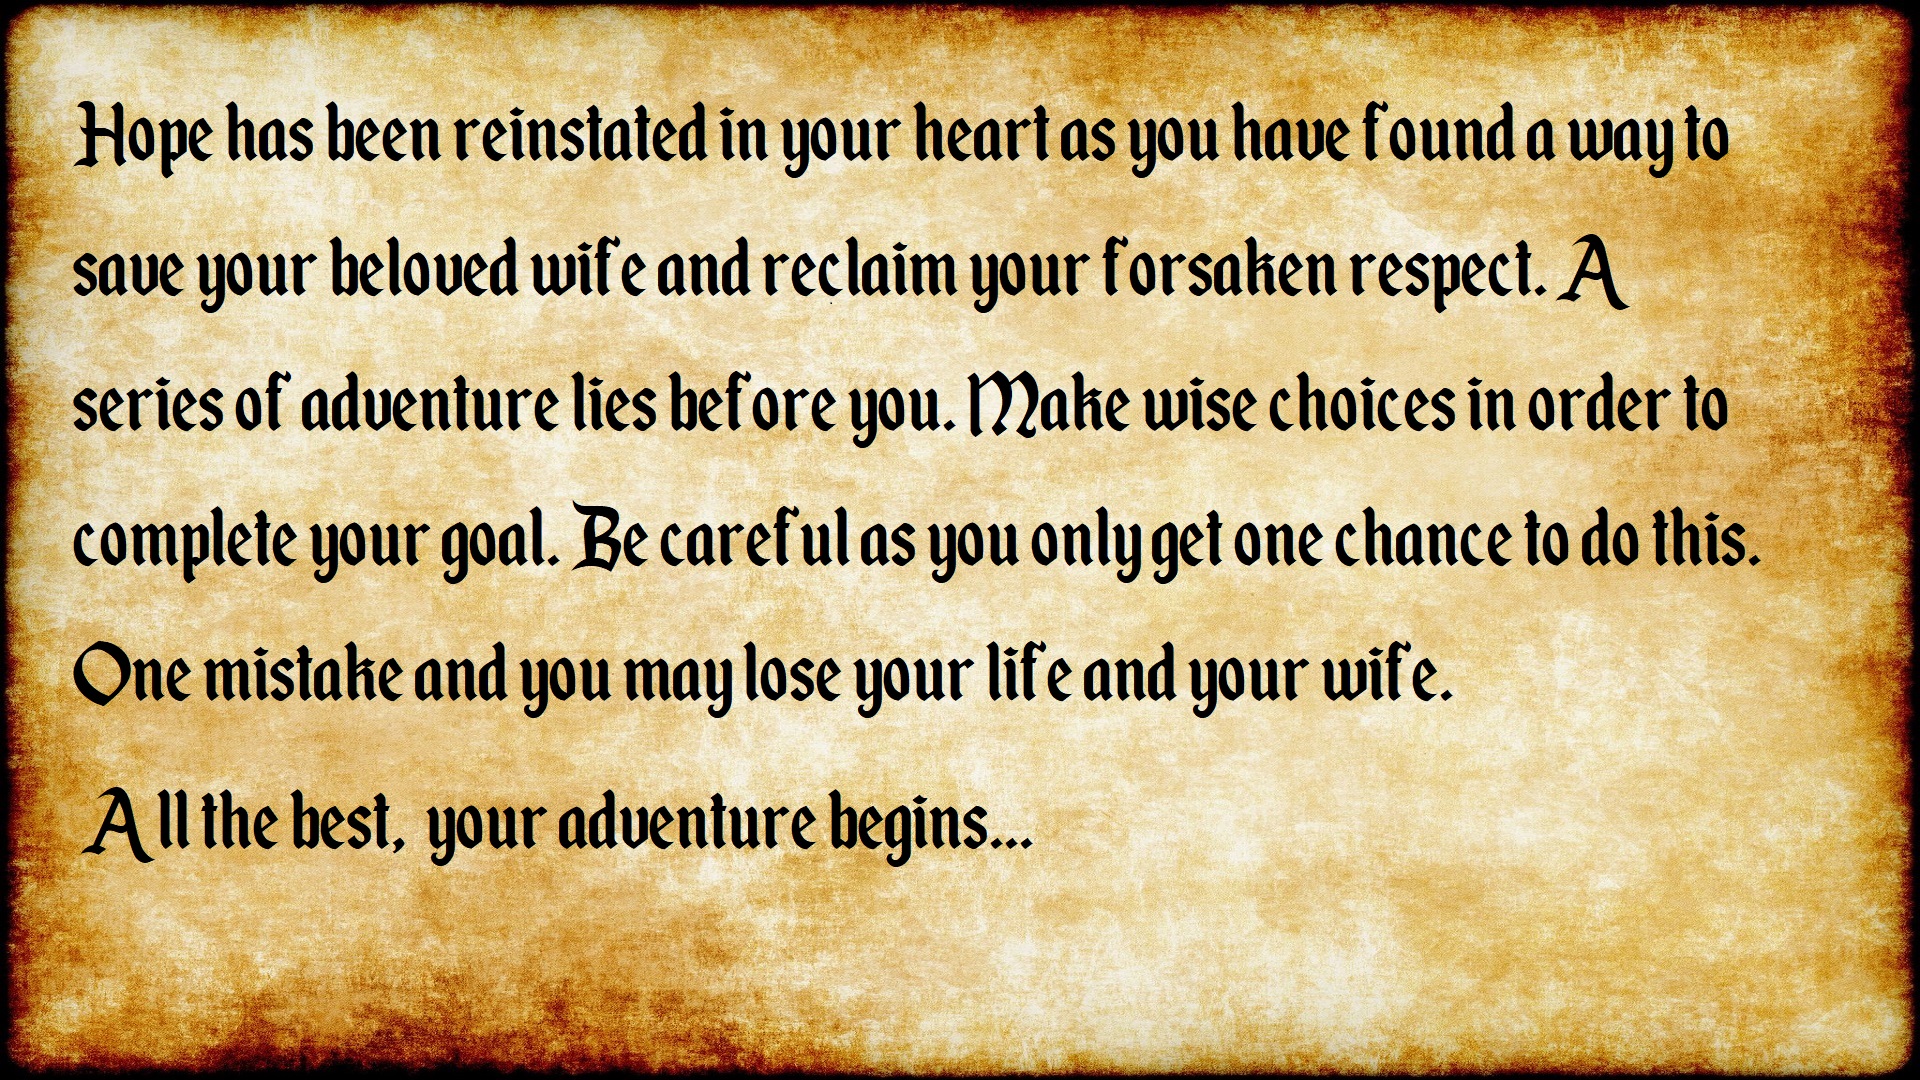 Hope has been reinstated in your heart as you have found a way to
save your beloved wife and reclaim your forsaken respect. A
series of adventure lies before you. Make wise choices in order to
complete your goal. Be careful as you only get one chance to do this.
One mistake and you may lose your life and your wife.
All the best, your adventure begins...